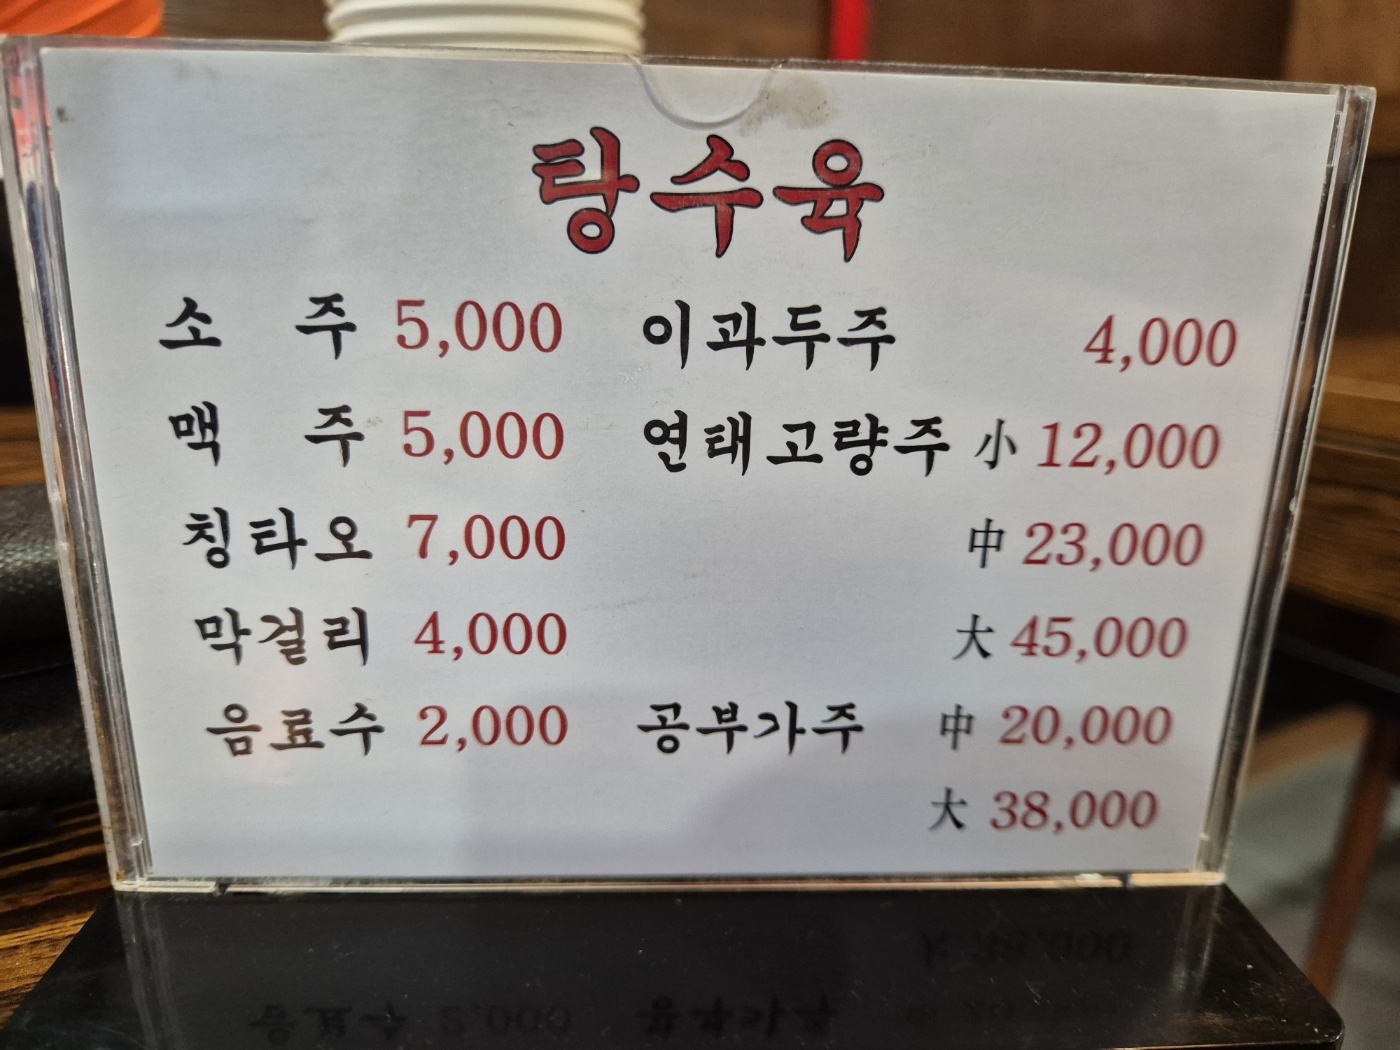 탕수육
소 주 5,000
맥 주 5,000
칭타오 7,000
막걸리 4,000
음료수 2,000
이과두주 4,000
연태고량주 小 12,000
中 23,000
大 45,000
공부가주 中 20,000
大 38,000